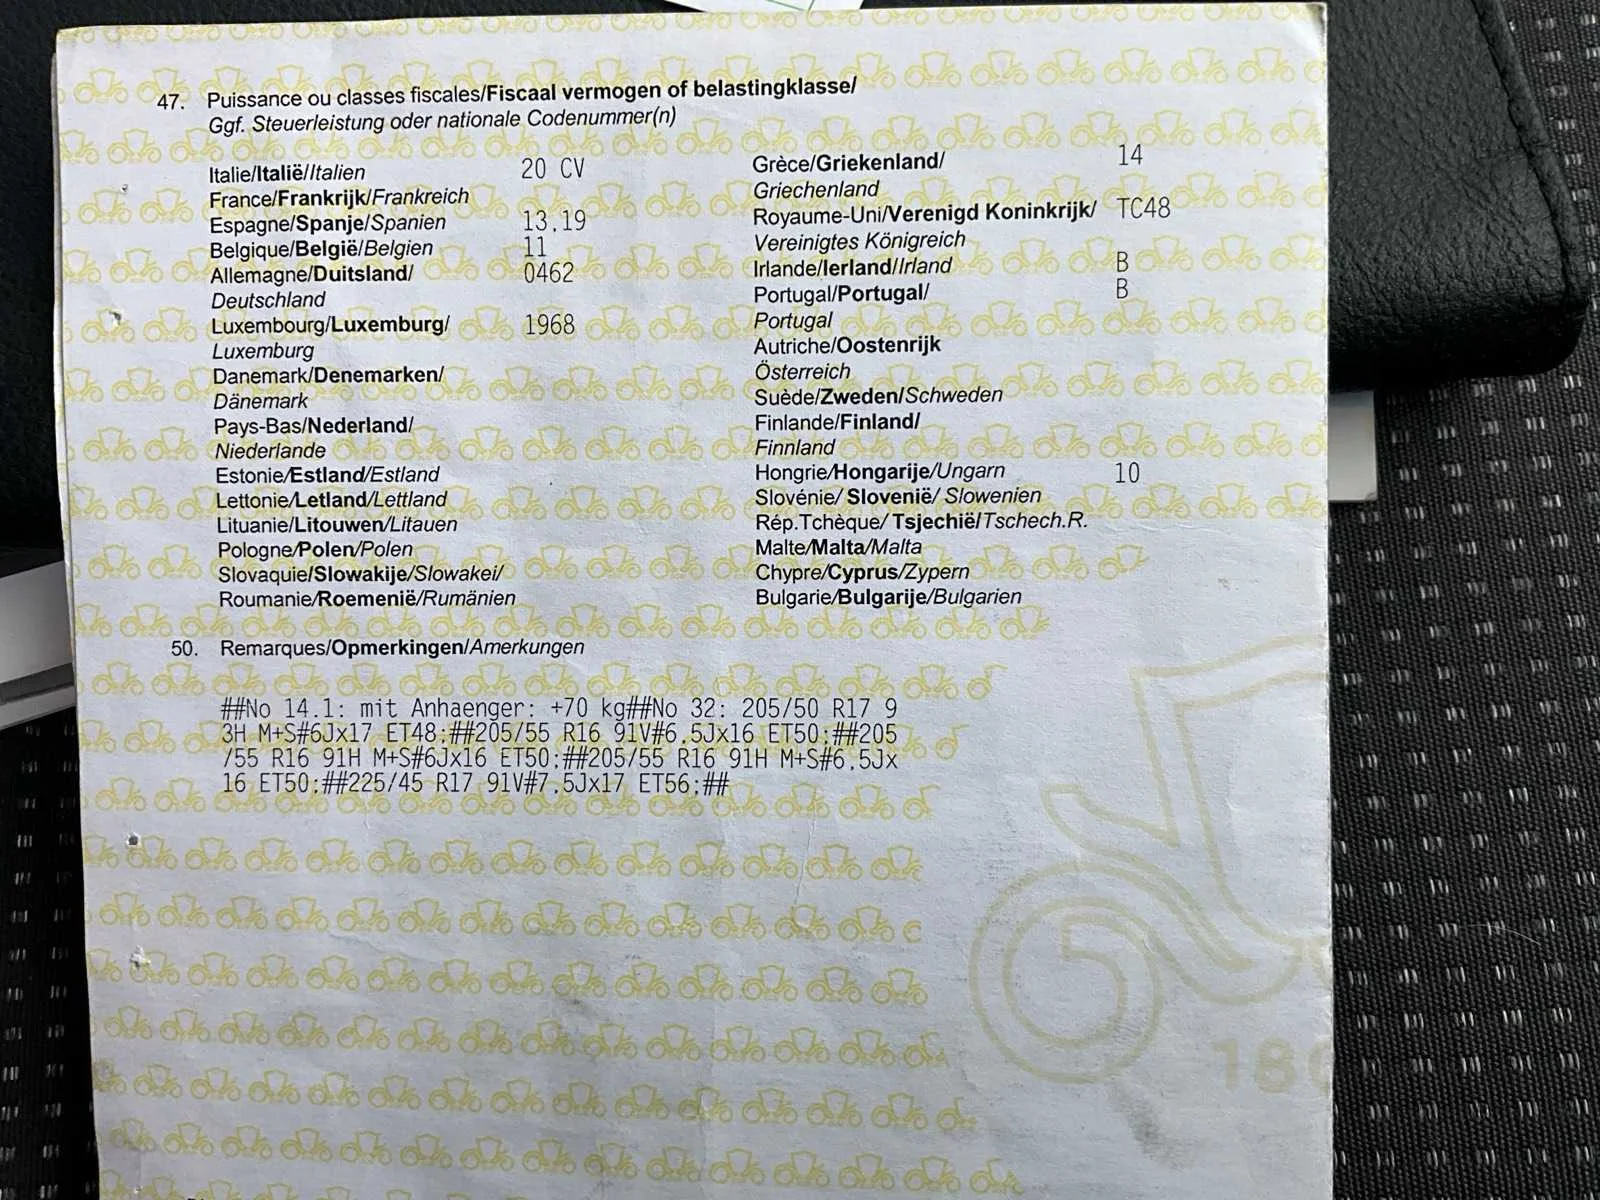 47. Puissance ou classes fiscales/Fiscaal vermogen of belastingklasse/
Ggf. Steuerleistung oder nationale Codenummer(n)
Italie/Italië/Italien 20 CV
France/Frankrijk/Frankreich
Espagne/Spanje/Spanien 13,19
Belgique/België/Belgien 11
Allemagne/Duitsland/ 0462
Deutschland
Luxembourg/Luxemburg/ 1968
Luxemburg
Danemark/Denemarken/
Dänemark
Pays-Bas/Nederland/
Niederlande
Estonie/Estland/Estland
Lettonie/Letland/Lettland
Lituanie/Litouwen/Litauen
Pologne/Polen/Polen
Slovaquie/Slowakije/Slowakei/
Roumanie/Roemenië/Rumänien
Grèce/Griekenland/ 14
Griechenland
Royaume-Uni/Verenigd Koninkrijk/ TC48
Vereinigtes Königreich
Irlande/Ierland/Irland B
Portugal/Portugal/ B
Portugal
Autriche/Oostenrijk
Österreich
Suède/Zweden/Schweden
Finlande/Finland/
Finnland
Hongrie/Hongarije/Ungarn 10
Slovénie/ Slovenië/ Slowenien
Rép.Tchèque/ Tsjechië/Tschech.R.
Malte/Malta/Malta
Chypre/Cyprus/Zypern
Bulgarie/Bulgarije/Bulgarien
50. Remarques/Opmerkingen/Amerkungen
##No 14.1: mit Anhaenger: +70 kg##No 32: 205/50 R17 9
3H M+S#6Jx17 ET48;##205/55 R16 91V#6,5Jx16 ET50;##205
/55 R16 91H M+S#6Jx16 ET50;##205/55 R16 91H M+S#6,5Jx
16 ET50;##225/45 R17 91V#7,5Jx17 ET56;##